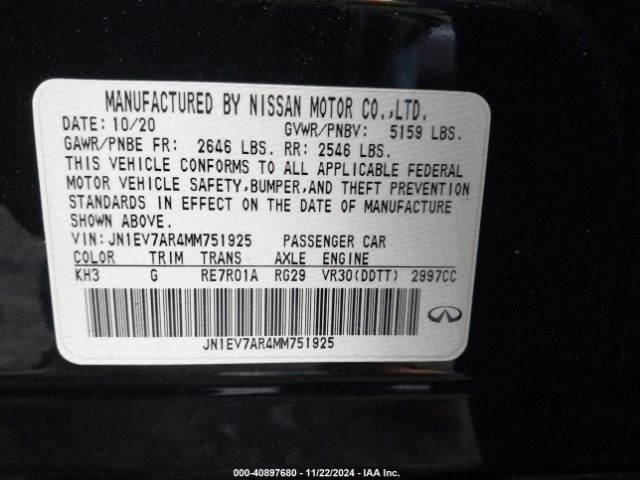 MANUFACTURED BY NISSAN MOTOR CO.,LTD.
DATE: 10/20 GVWR/PNBV: 5159 LBS.
GAWR/PNBE FR: 2646 LBS. RR: 2546 LBS.
THIS VEHICLE CONFORMS TO ALL APPLICABLE FEDERAL
MOTOR VEHICLE SAFETY,BUMPER,AND THEFT PREVENTION
STANDARDS IN EFFECT ON THE DATE OF MANUFACTURE
SHOWN ABOVE.
VIN:JN1EV7AR4MM751925 PASSENGER CAR
COLOR TRIM TRANS AXLE ENGINE
KH3 G RE7R01A RG29 VR30(DDTT) 2997CC
JN1EV7AR4MM751925
© Stock: 40897680 - 11/22/2024 - IAA Inc.